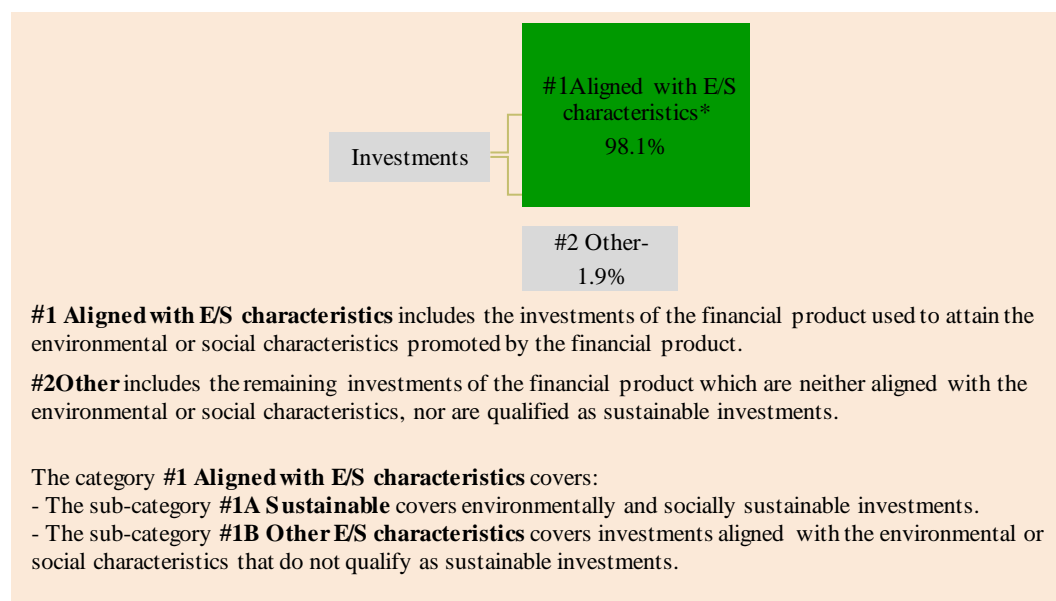 #1Aligned with E/S
characteristics*
98.1%
Investments
#2 Other-
1.9%
#1 Aligned with E/S characteristics includes the investments of the financial product used to attain the
environmental or social characteristics promoted by the financial product.
#2Other includes the remaining investments of the financial product which are neither aligned with the
environmental or social characteristics, nor are qualified as sustainable investments.
The category #1 Aligned with E/S characteristics covers:
- The sub-category #1A Sustainable covers environmentally and socially sustainable investments.
- The sub-category #1B Other E/S characteristics covers investments aligned with the environmental or
social characteristics that do not qualify as sustainable investments.